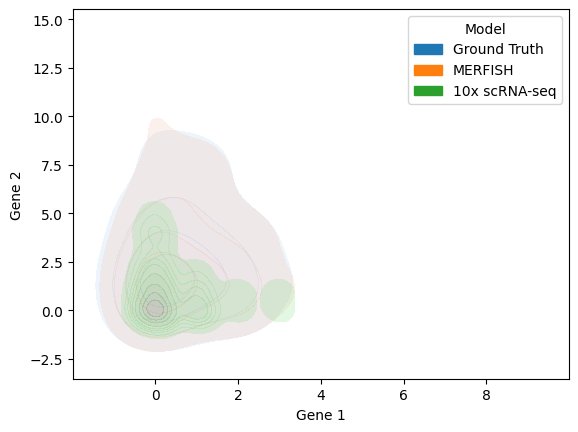 Model
Ground Truth
MERFISH
10x scRNA-seq
15.0
12.5
10.0
7.5
5.0
2.5
0.0
−2.5
Gene 2
0 2 4 6 8
Gene 1